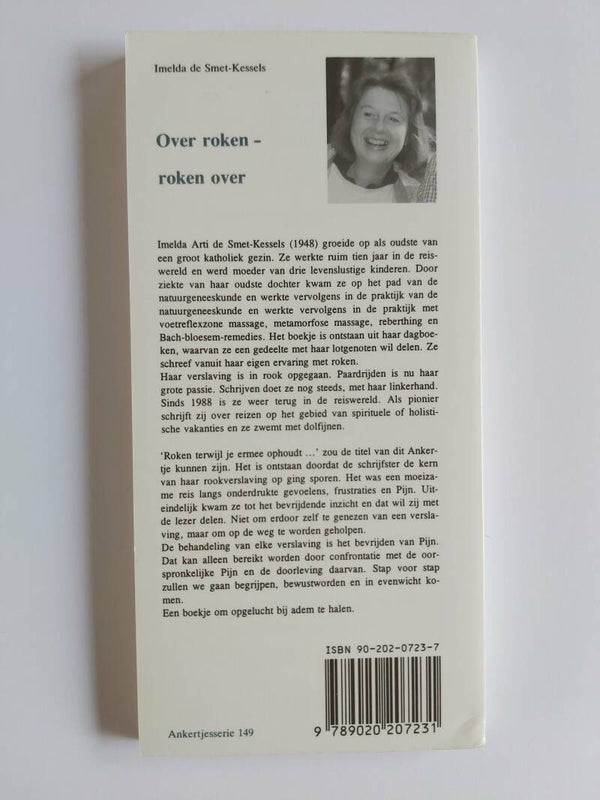 Imelda de Smet-Kessels
Over roken -
roken over
Imelda Arti de Smet-Kessels (1948) groeide op als oudste van
een groot katholiek gezin. Ze werkte ruim tien jaar in de reis-
wereld en werd moeder van drie levenslustige kinderen. Door
ziekte van haar oudste dochter kwam ze op het pad van de
natuurgeneeskunde en werkte vervolgens in de praktijk van de
natuurgeneeskunde en werkte vervolgens in de praktijk met
voetreflexzone massage, metamorfose massage, reberthing en
Bach-bloesem-remedies. Het boekje is ontstaan uit haar dagboe-
ken, waarvan ze een gedeelte met haar lotgenoten wil delen. Ze
schreef vanuit haar eigen ervaring met roken.
Haar verslaving is in rook opgegaan. Paardrijden is nu haar
grote passie. Schrijven doet ze nog steeds, met haar linkerhand.
Sinds 1988 is ze weer terug in de reiswereld. Als pionier
schrijft zij over reizen op het gebied van spirituele of holisti-
sche vakanties en ze zwemt met dolfijnen.
'Roken terwijl je ermee ophoudt ...' zou de titel van dit Anker-
tje kunnen zijn. Het is ontstaan doordat de schrijfster de kern
van haar rookverslaving op ging sporen. Het was een moeiza-
me reis langs onderdrukte gevoelens, frustraties en Pijn. Uit-
eindelijk kwam ze tot het bevrijdende inzicht en dat wil zij met
de lezer delen. Niet om erdoor zelf te genezen van een versla-
ving, maar om op de weg te worden geholpen.
De behandeling van elke verslaving is het bevrijden van Pijn.
Dat kan alleen bereikt worden door confrontatie met de oor-
spronkelijke Pijn en de doorleving daarvan. Stap voor stap
zullen we gaan begrijpen, bewustworden en in evenwicht ko-
men.
Een boekje om opgelucht bij adem te halen.
ISBN 90-202-0723-7
9 789020 207231
Ankertjesserie 149